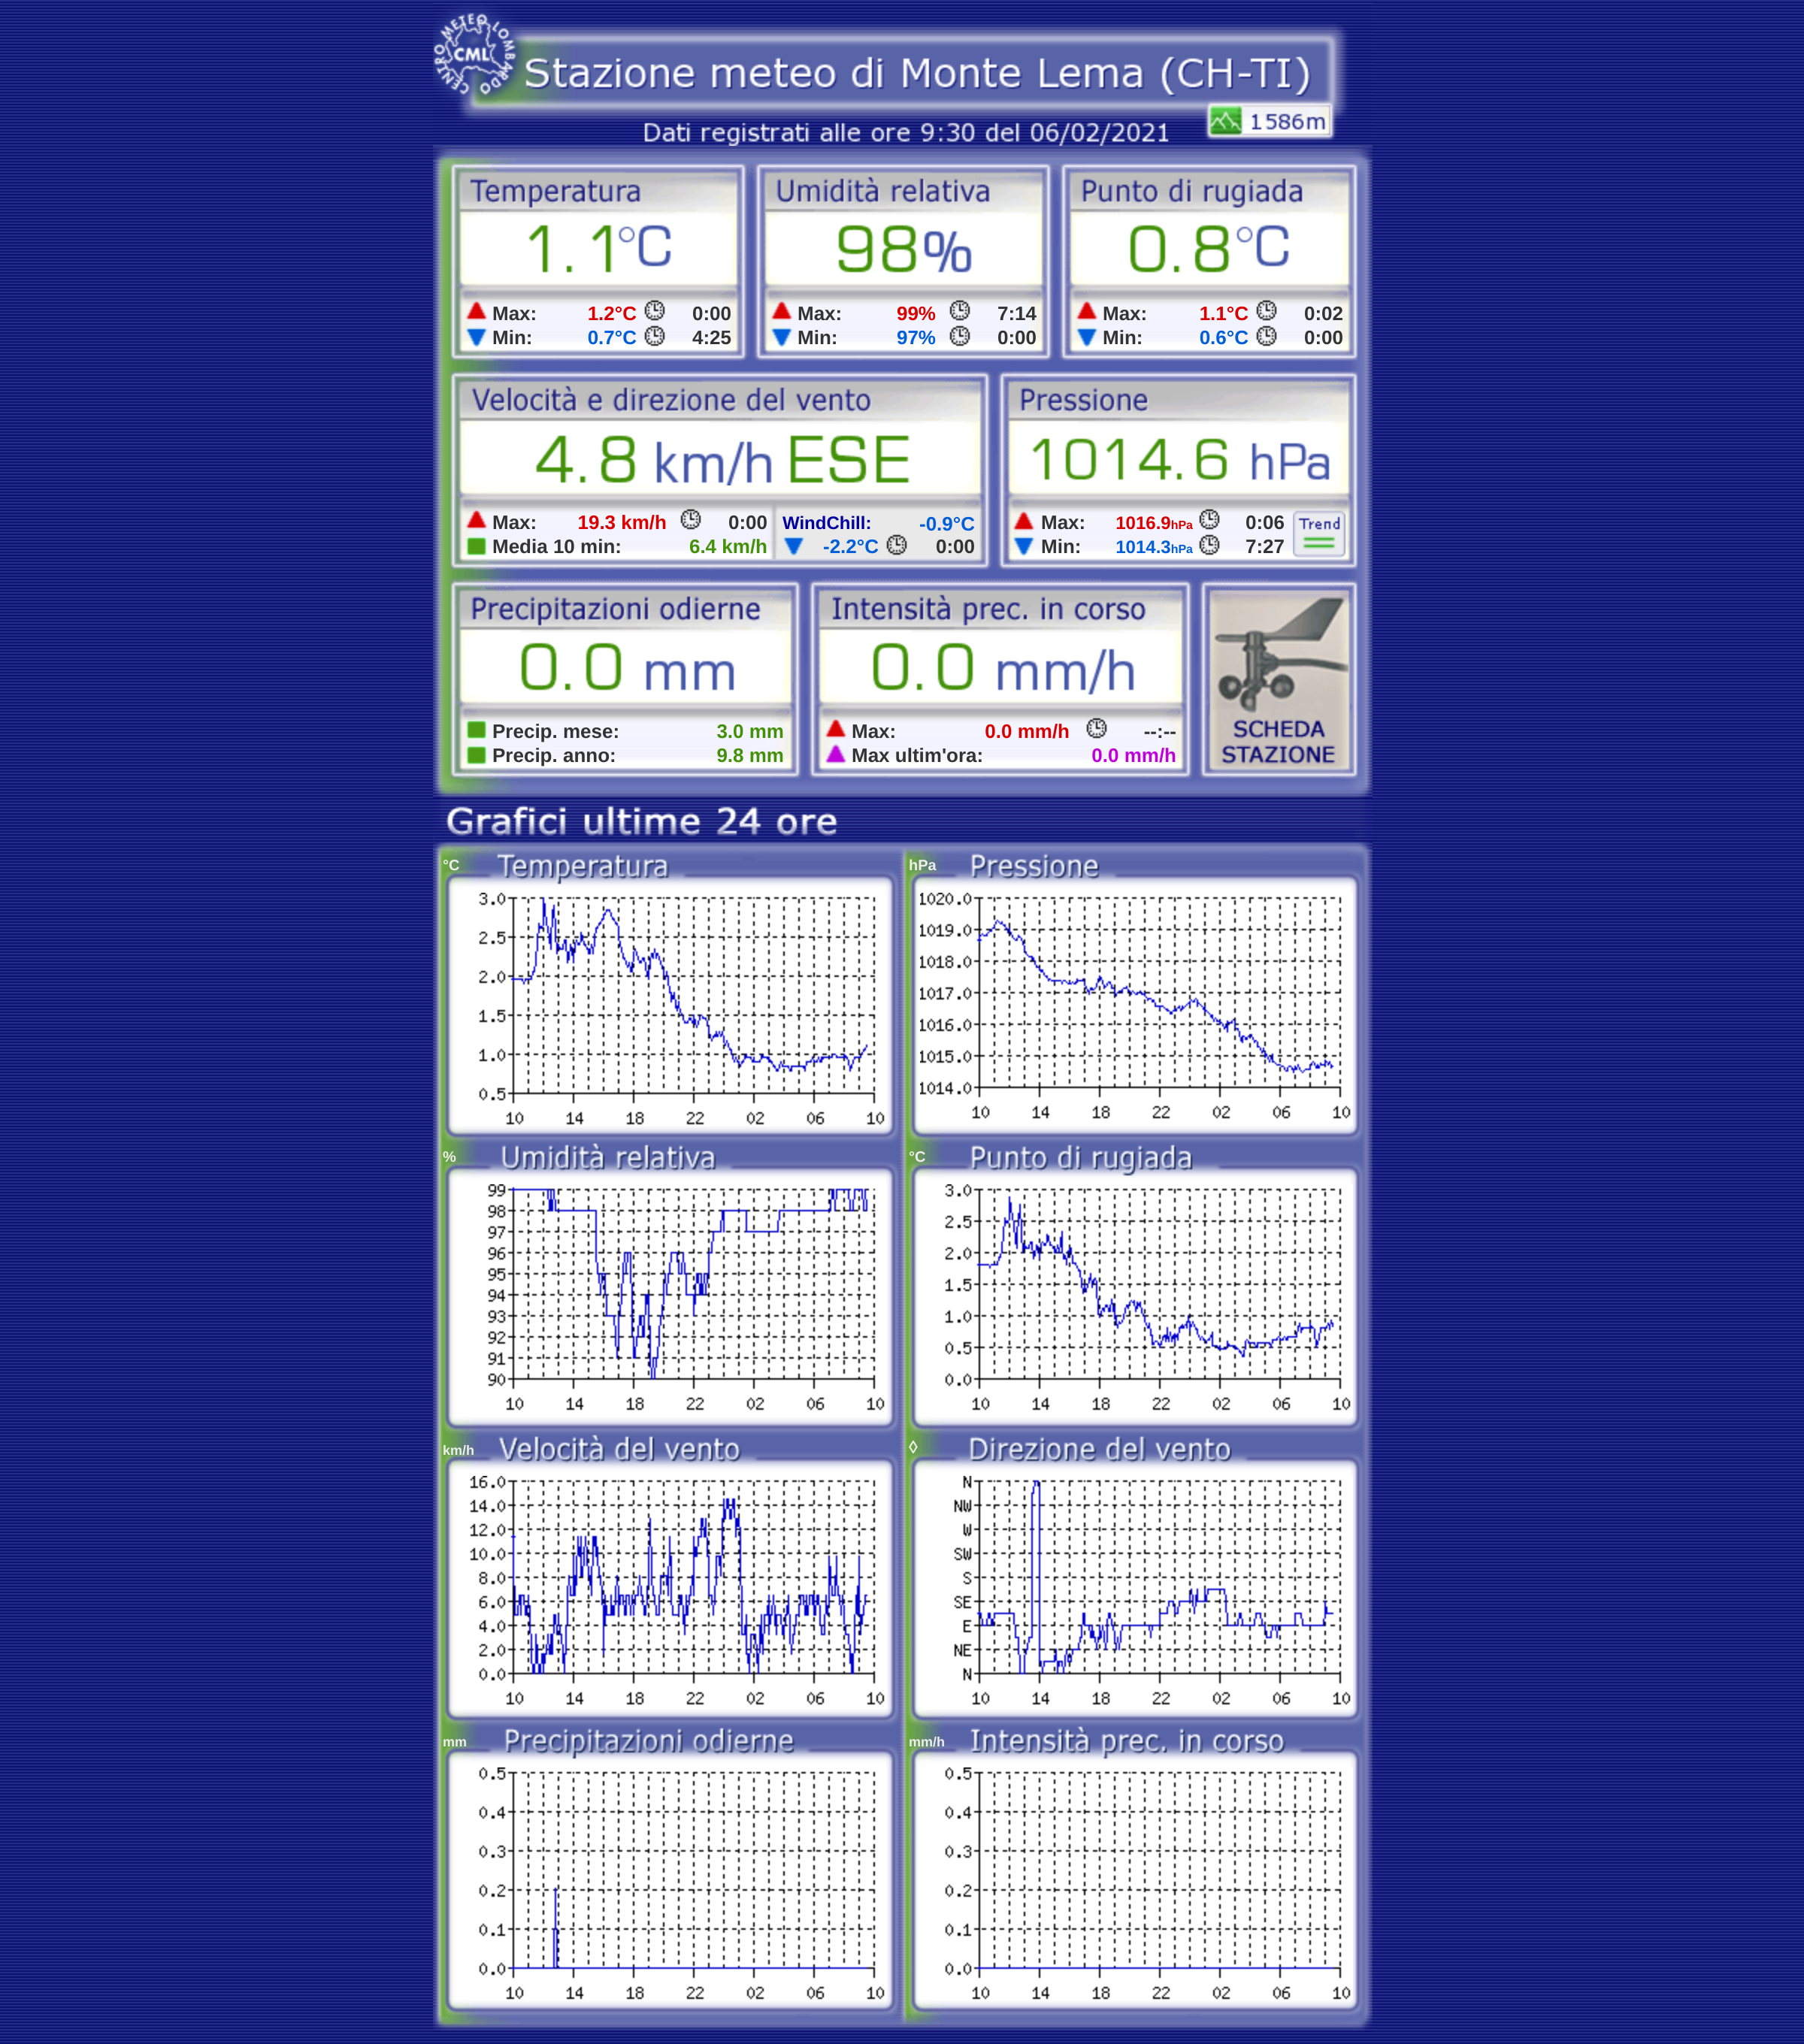 CENTRO METEO LOMBARDO
CML
Stazione meteo di Monte Lema (CH-TI)
1586m
Dati registrati alle ore 9:30 del 06/02/2021
Temperatura Umidità relativa Punto di rugiada
1.1°C 98% 0.8°C
Max: 1.2°C 0:00 Max: 99% 7:14 Max: 1.1°C 0:02
Min: 0.7°C 4:25 Min: 97% 0:00 Min: 0.6°C 0:00
Velocità e direzione del vento Pressione
4.8 km/h ESE 1014.6 hPa
Max: 19.3 km/h 0:00 WindChill: -0.9°C Max: 1016.9hPa 0:06 Trend
Media 10 min: 6.4 km/h -2.2°C 0:00 Min: 1014.3hPa 7:27
Precipitazioni odierne Intensità prec. in corso
0.0 mm 0.0 mm/h
Precip. mese: 3.0 mm Max: 0.0 mm/h --:-- SCHEDA
Precip. anno: 9.8 mm Max ultim'ora: 0.0 mm/h STAZIONE
Grafici ultime 24 ore
°C Temperatura
3.0
2.5
2.0
1.5
1.0
0.5
10 14 18 22 02 06 10
hPa Pressione
1020.0
1019.0
1018.0
1017.0
1016.0
1015.0
1014.0
10 14 18 22 02 06 10
% Umidità relativa
99
98
97
96
95
94
93
92
91
90
10 14 18 22 02 06 10
°C Punto di rugiada
3.0
2.5
2.0
1.5
1.0
0.5
0.0
10 14 18 22 02 06 10
km/h Velocità del vento
16.0
14.0
12.0
10.0
8.0
6.0
4.0
2.0
0.0
10 14 18 22 02 06 10
◊ Direzione del vento
N
NW
W
SW
S
SE
E
NE
N
10 14 18 22 02 06 10
mm Precipitazioni odierne
0.5
0.4
0.3
0.2
0.1
0.0
10 14 18 22 02 06 10
mm/h Intensità prec. in corso
0.5
0.4
0.3
0.2
0.1
0.0
10 14 18 22 02 06 10